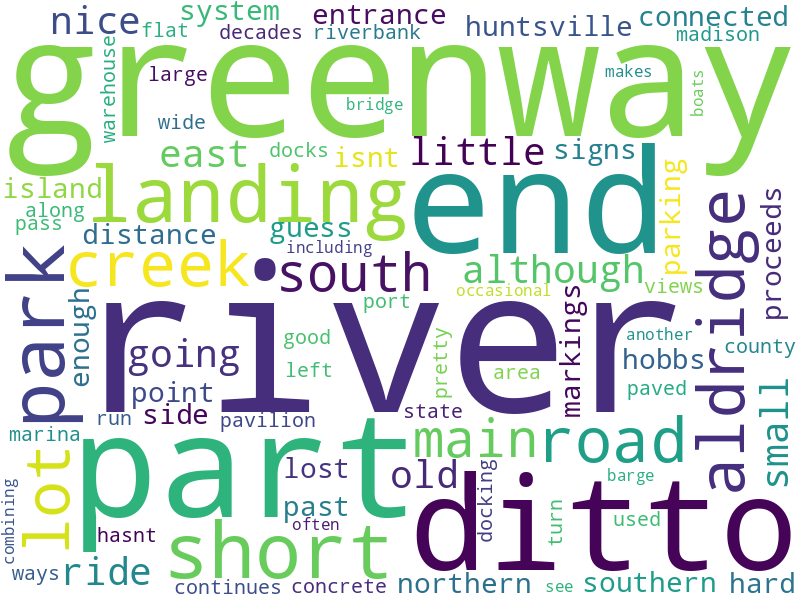 nice
system
entrance
connected
flat
decades
riverbank
huntsville
madison
greenway
warehouse
large
makes
bridge
boats
wide
east
docks
isnt
little
signs
island
landing
end
parking
along
pass
distance
guess
including
aldridge
proceeds
park
creek
south
although
views
enough
port
occasional
markings
river
going
good
pretty
another
county
left
area
hobbs
point
paved
small
run
side
pavilion
state
marina
part
main
road
lot
lost
old
docking
barge
combining
past
often
ditto
hasnt
short
turn
used
ways
ride
continues
concrete
northern
see
southern
hard